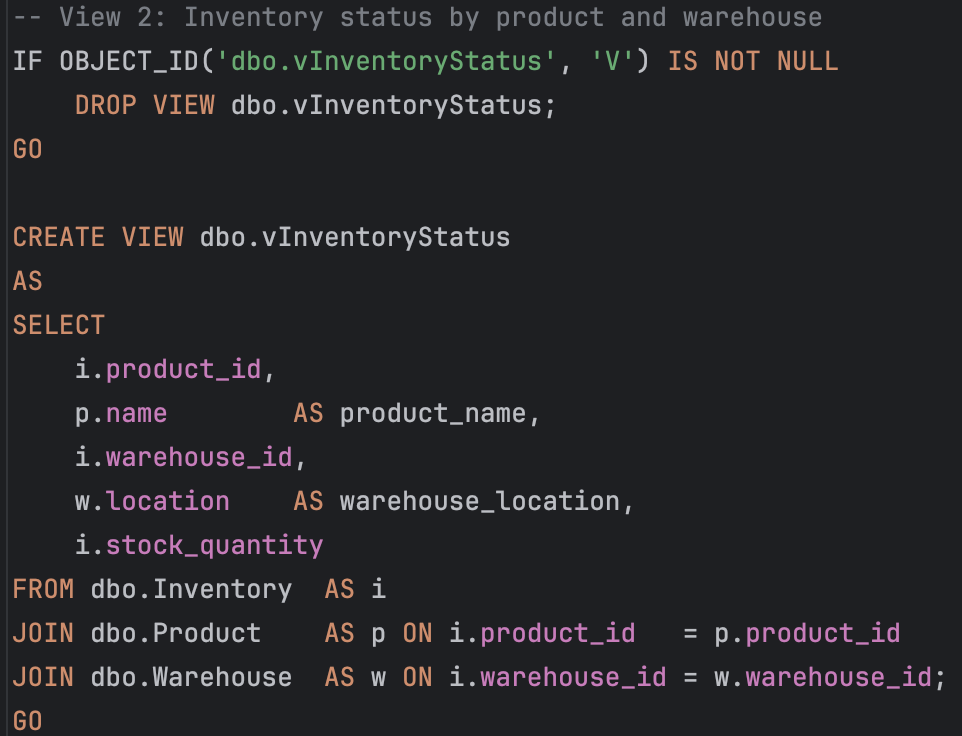 -- View 2: Inventory status by product and warehouse
IF OBJECT_ID('dbo.vInventoryStatus', 'V') IS NOT NULL
    DROP VIEW dbo.vInventoryStatus;
GO

CREATE VIEW dbo.vInventoryStatus
AS
SELECT
    i.product_id,
    p.name        AS product_name,
    i.warehouse_id,
    w.location    AS warehouse_location,
    i.stock_quantity
FROM dbo.Inventory  AS i
JOIN dbo.Product    AS p ON i.product_id   = p.product_id
JOIN dbo.Warehouse  AS w ON i.warehouse_id = w.warehouse_id;
GO